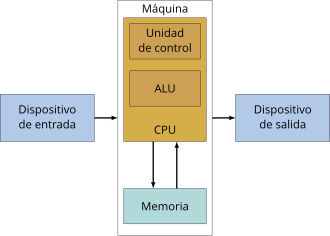 Máquina
Unidad
de control
ALU
CPU
Dispositivo
de entrada
Dispositivo
de salida
Memoria